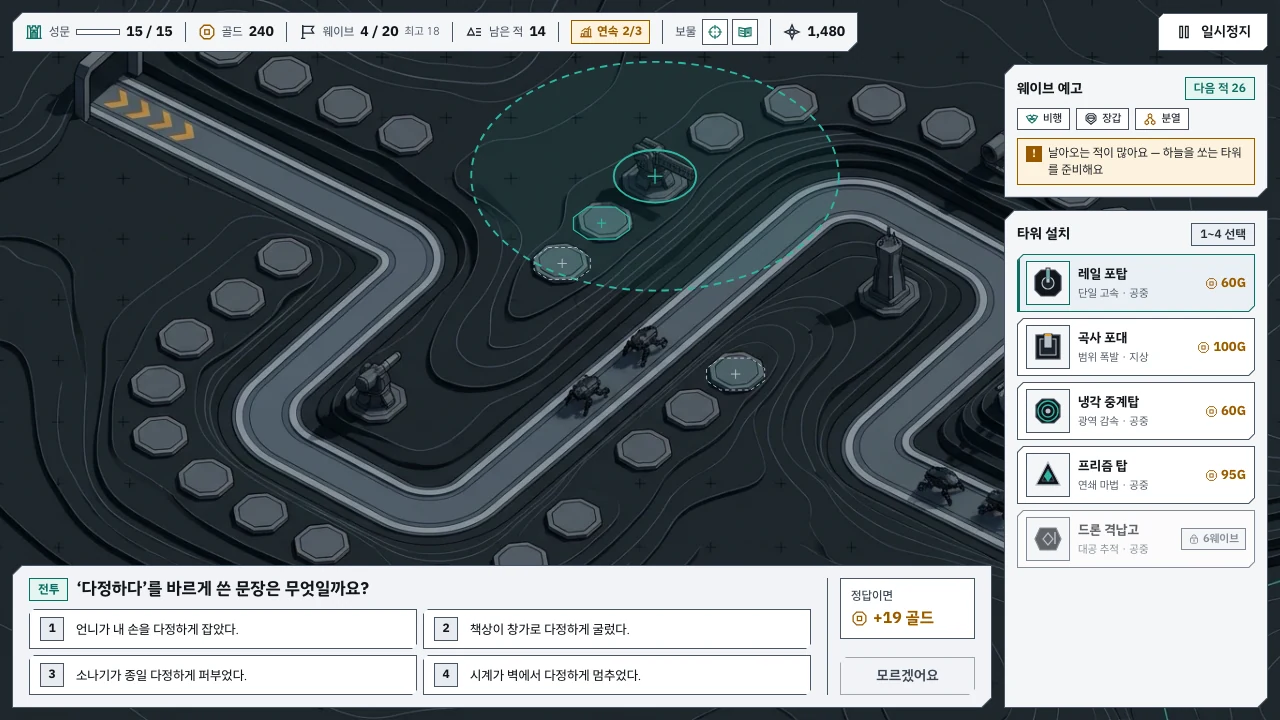 성문 15 / 15 골드 240 웨이브 4 / 20 최고 18 남은 적 14 연속 2/3 보물 1,480
일시정지
웨이브 예고 다음 적 26
비행 장갑 분열
! 날아오는 적이 많아요 — 하늘을 쏘는 타워
를 준비해요
타워 설치 1~4 선택
레일 포탑
단일 고속 · 공중
60G
곡사 포대
범위 폭발 · 지상
100G
냉각 중계탑
광역 감속 · 공중
60G
프리즘 탑
연쇄 마법 · 공중
95G
드론 격납고
대공 추적 · 공중
6웨이브
전투 ‘다정하다’를 바르게 쓴 문장은 무엇일까요?
1 언니가 내 손을 다정하게 잡았다.
2 책상이 창가로 다정하게 굴렀다.
3 소나기가 종일 다정하게 퍼부었다.
4 시계가 벽에서 다정하게 멈추었다.
정답이면
+19 골드
모르겠어요